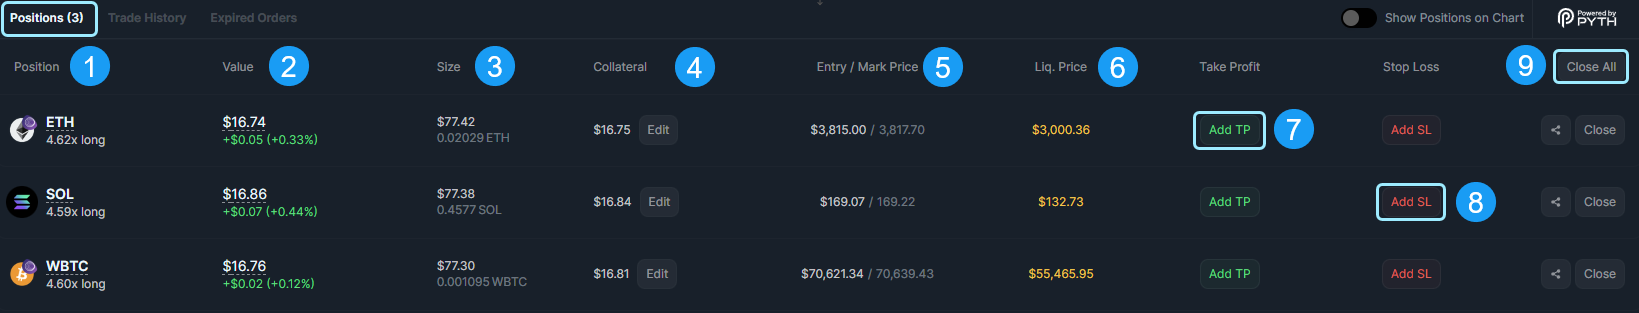 Positions (3) Trade History Expired Orders Show Positions on Chart Powered by PYTH
Position 1 Value 2 Size 3 Collateral 4 Entry / Mark Price 5 Liq. Price 6 Take Profit Stop Loss 9 Close All
ETH $16.74 $77.42 $16.75 Edit $3,815.00 / 3,817.70 $3,000.36 Add TP 7 Add SL Close
4.62x long +$0.05 (+0.33%) 0.02029 ETH
SOL $16.86 $77.38 $16.84 Edit $169.07 / 169.22 $132.73 Add TP Add SL 8 Close
4.59x long +$0.07 (+0.44%) 0.4577 SOL
WBTC $16.76 $77.30 $16.81 Edit $70,621.34 / 70,639.43 $55,465.95 Add TP Add SL Close
4.60x long +$0.02 (+0.12%) 0.001095 WBTC